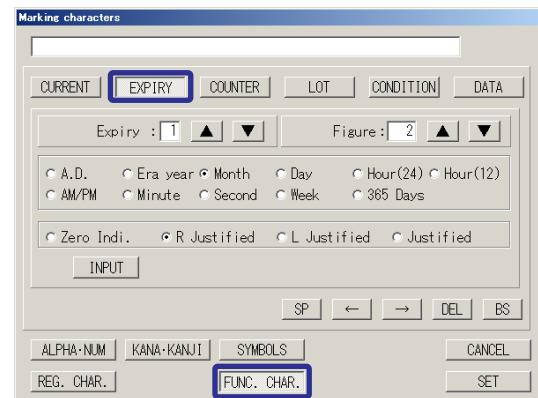 Marking characters
CURRENT EXPIRY COUNTER LOT CONDITION DATA
Expiry : 1 ▲ ▼ Figure : 2 ▲ ▼
A.D. Era year Month Day Hour(24) Hour(12)
AM/PM Minute Second Week 365 Days
Zero Indi. R Justified L Justified Justified
INPUT
SP ← → DEL BS
ALPHA·NUM KANA·KANJI SYMBOLS CANCEL
REG. CHAR. FUNC. CHAR. SET